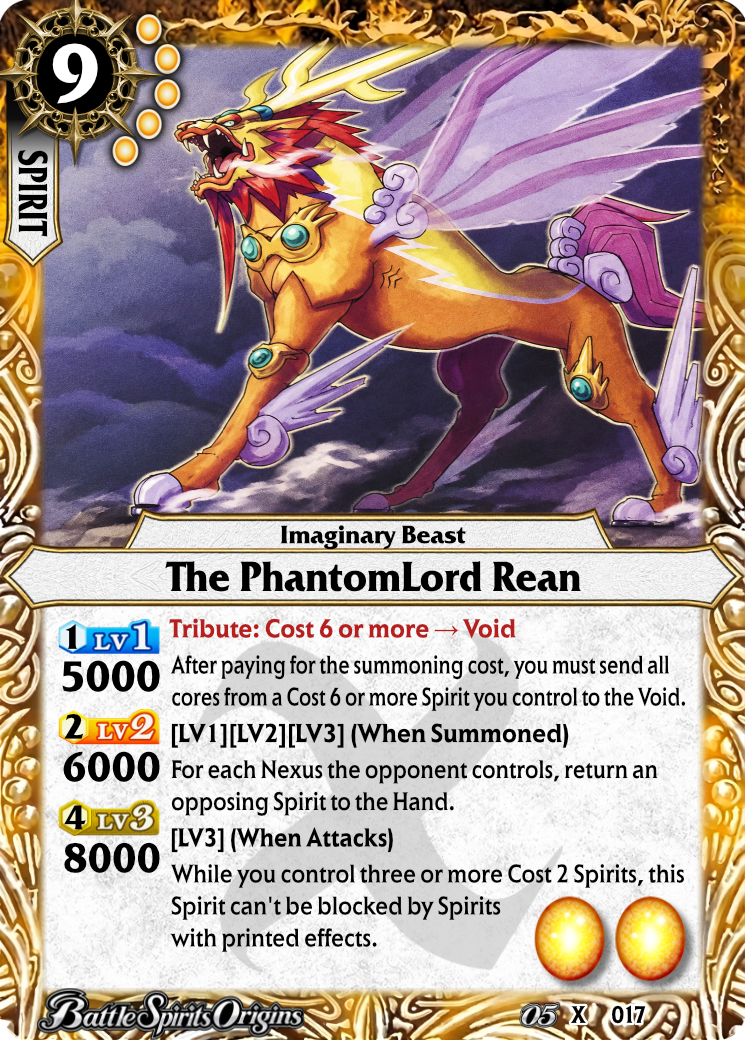 9
SPIRIT
Imaginary Beast
The PhantomLord Rean
1 LV1
5000
2 LV2
6000
4 LV3
8000
Tribute: Cost 6 or more → Void
After paying for the summoning cost, you must send all
cores from a Cost 6 or more Spirit you control to the Void.
[LV1][LV2][LV3] (When Summoned)
For each Nexus the opponent controls, return an
opposing Spirit to the Hand.
[LV3] (When Attacks)
While you control three or more Cost 2 Spirits, this
Spirit can't be blocked by Spirits
with printed effects.
Battle Spirits Origins
05 X 017